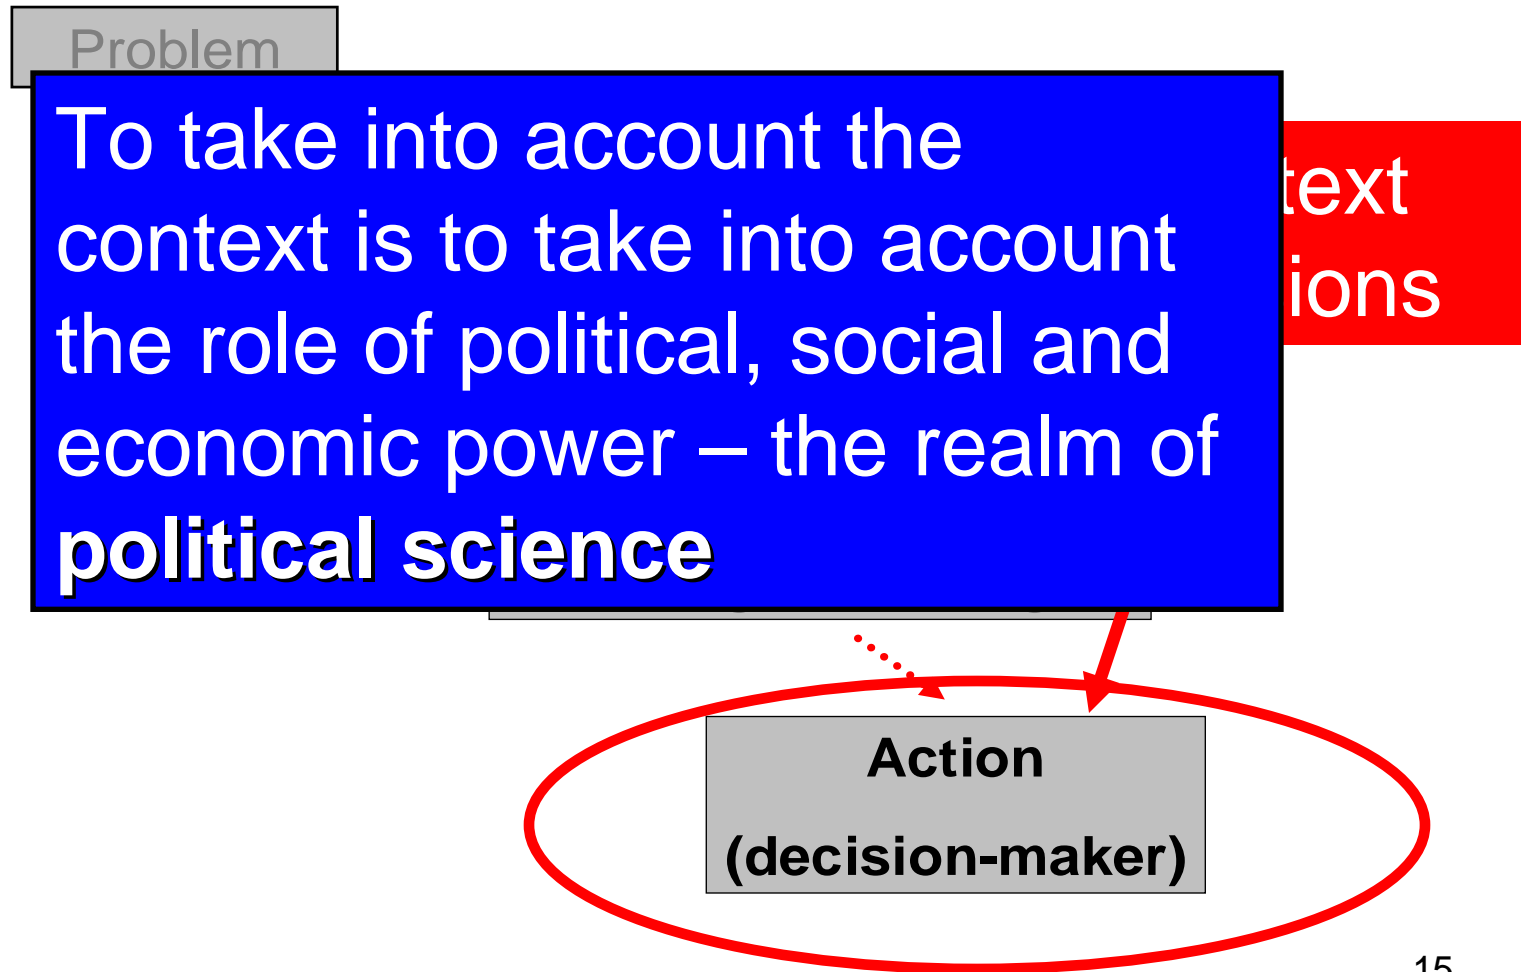 Problem
To take into account the
context is to take into account
the role of political, social and
economic power – the realm of
political science
text
ions
Action
(decision-maker)
15